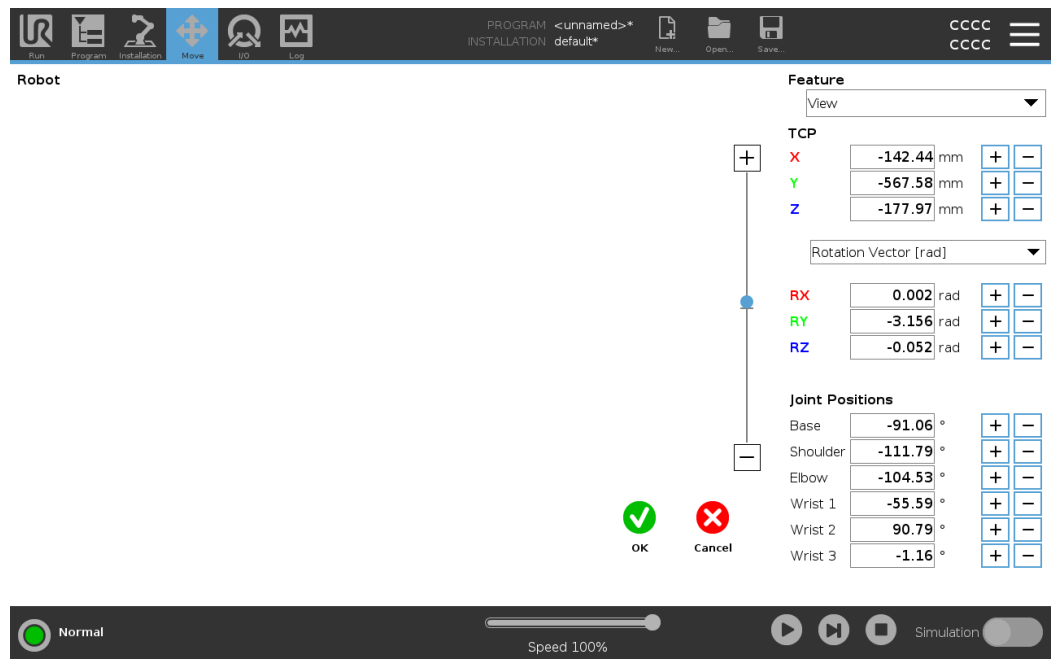 PROGRAM <unnamed>*
INSTALLATION default*
Run Program Installation Move I/O Log
New... Open... Save...
CCCC
CCCC
Robot
Feature
View
TCP
X -142.44 mm + −
Y -567.58 mm + −
Z -177.97 mm + −
Rotation Vector [rad]
RX 0.002 rad + −
RY -3.156 rad + −
RZ -0.052 rad + −
Joint Positions
Base -91.06 ° + −
Shoulder -111.79 ° + −
Elbow -104.53 ° + −
Wrist 1 -55.59 ° + −
Wrist 2 90.79 ° + −
Wrist 3 -1.16 ° + −
OK Cancel
Normal
Speed 100%
Simulation